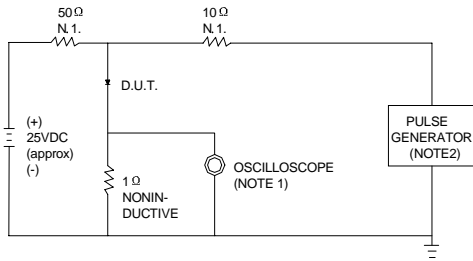 50Ω
N.1.
10Ω
N.1.
D.U.T.
(+)
25VDC
(approx)
(-)
1Ω
NONIN-
DUCTIVE
OSCILLOSCOPE
(NOTE 1)
PULSE
GENERATOR
(NOTE2)